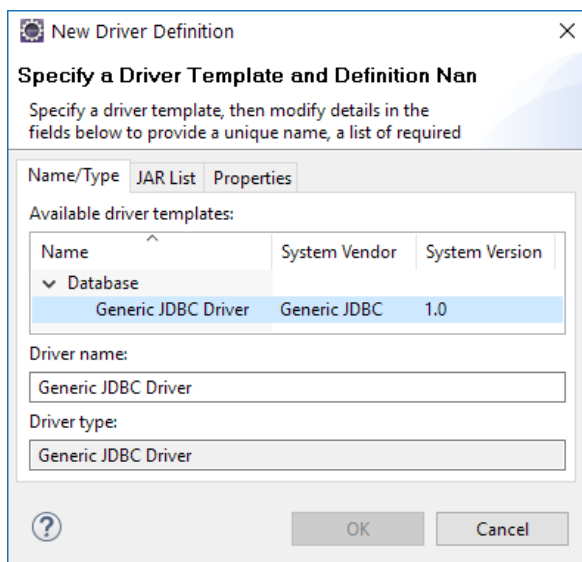 New Driver Definition
Specify a Driver Template and Definition Nan
Specify a driver template, then modify details in the
fields below to provide a unique name, a list of required
Name/Type JAR List Properties
Available driver templates:
Name System Vendor System Version
Database
Generic JDBC Driver Generic JDBC 1.0
Driver name:
Generic JDBC Driver
Driver type:
Generic JDBC Driver
? OK Cancel